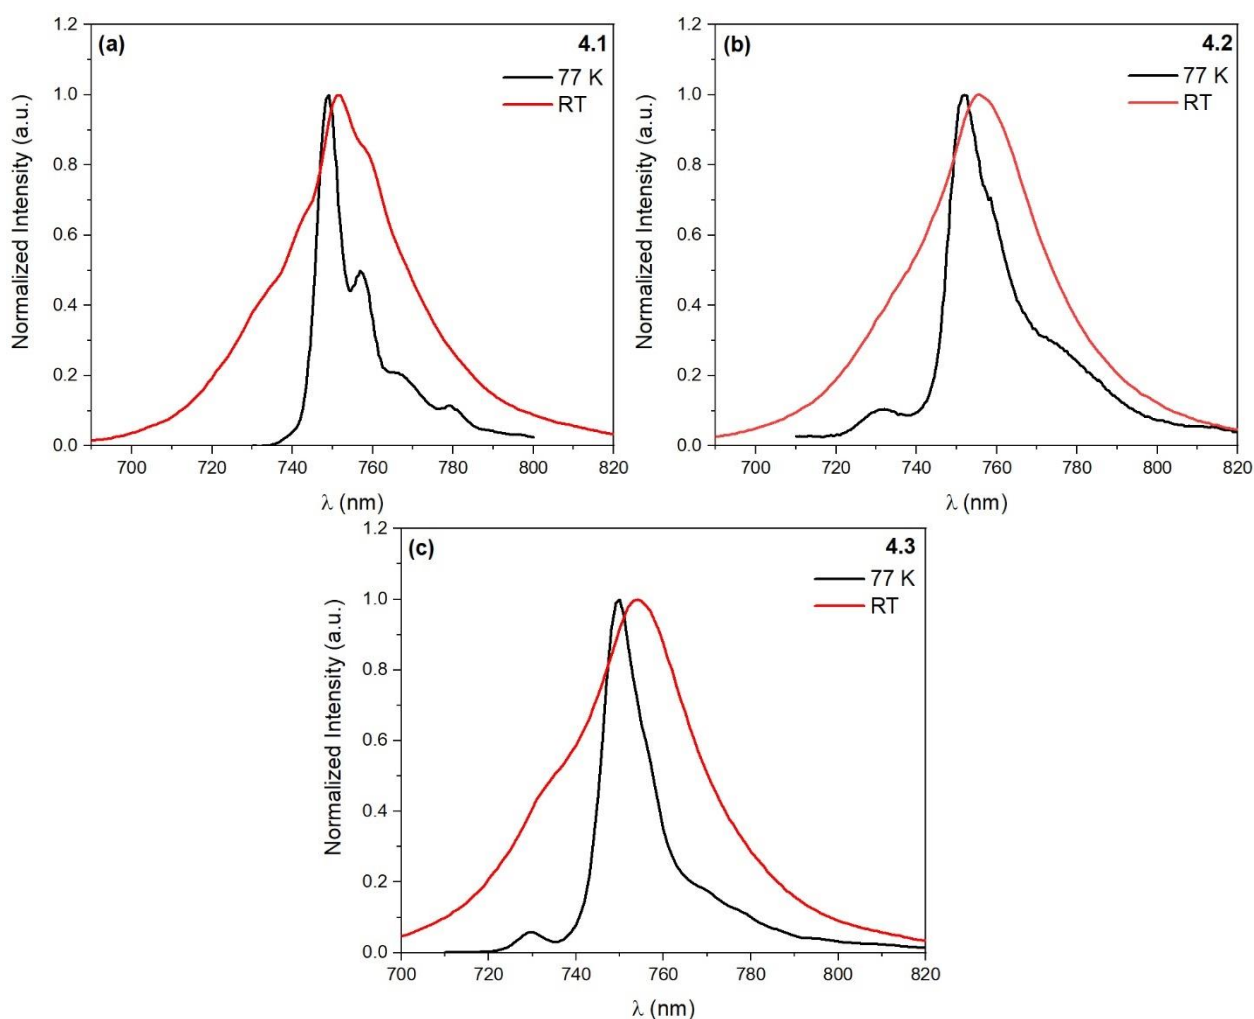 (a)
4.1
77 K
RT
1.2
1.0
0.8
0.6
0.4
0.2
0.0
Normalized Intensity (a.u.)
700 720 740 760 780 800 820
λ (nm)
(b)
4.2
77 K
RT
1.2
1.0
0.8
0.6
0.4
0.2
0.0
Normalized Intensity (a.u.)
700 720 740 760 780 800 820
λ (nm)
(c)
4.3
77 K
RT
1.2
1.0
0.8
0.6
0.4
0.2
0.0
Normalized Intensity (a.u.)
700 720 740 760 780 800 820
λ (nm)